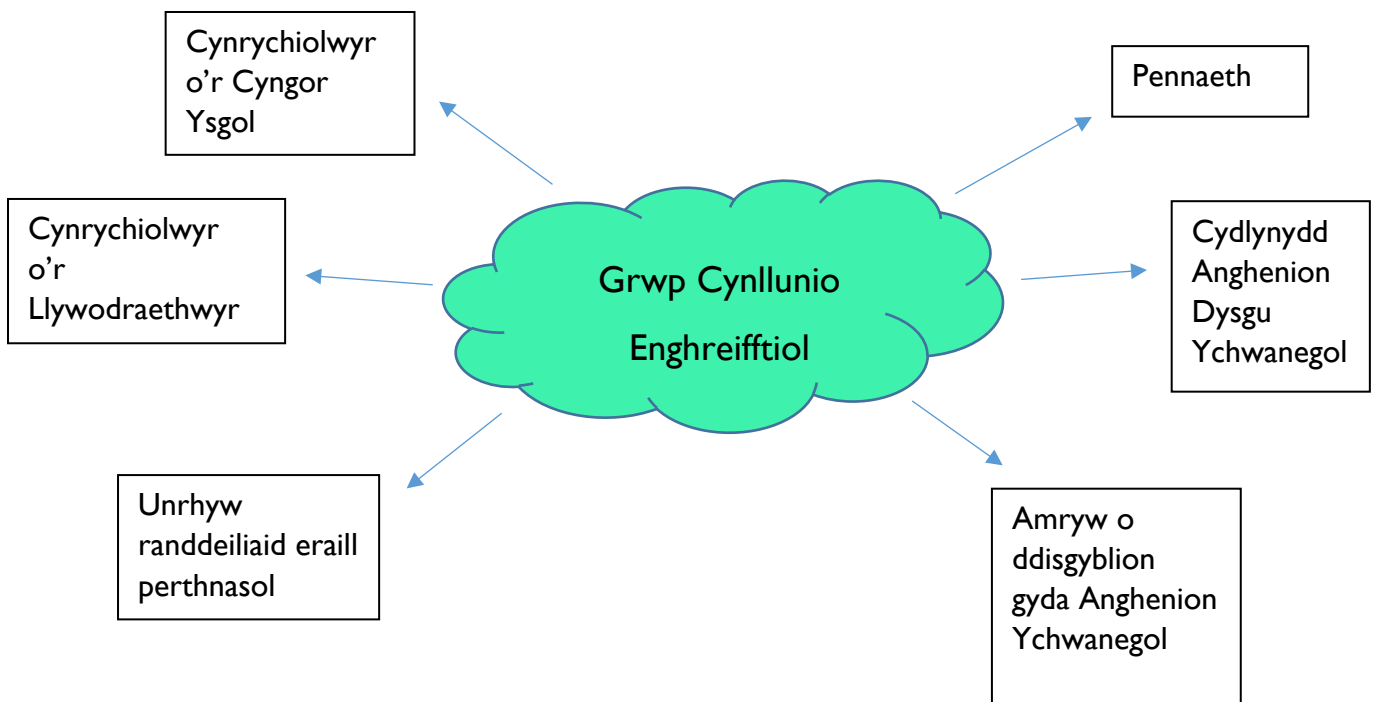 Cynrychiolwyr
o'r Cyngor
Ysgol
Pennaeth
Cynrychiolwyr
o'r
Llywodraethwyr
Grwp Cynllunio
Enghreifftiol
Cydlynydd
Anghenion
Dysgu
Ychwanegol
Unrhyw
randdeiliaid eraill
perthnasol
Amryw o
ddisgyblion
gyda Anghenion
Ychwanegol